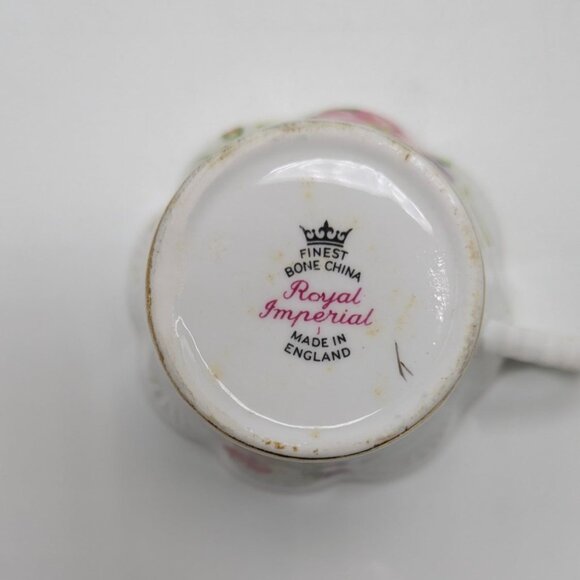 FINEST
BONE CHINA
Royal
Imperial
MADE IN
ENGLAND